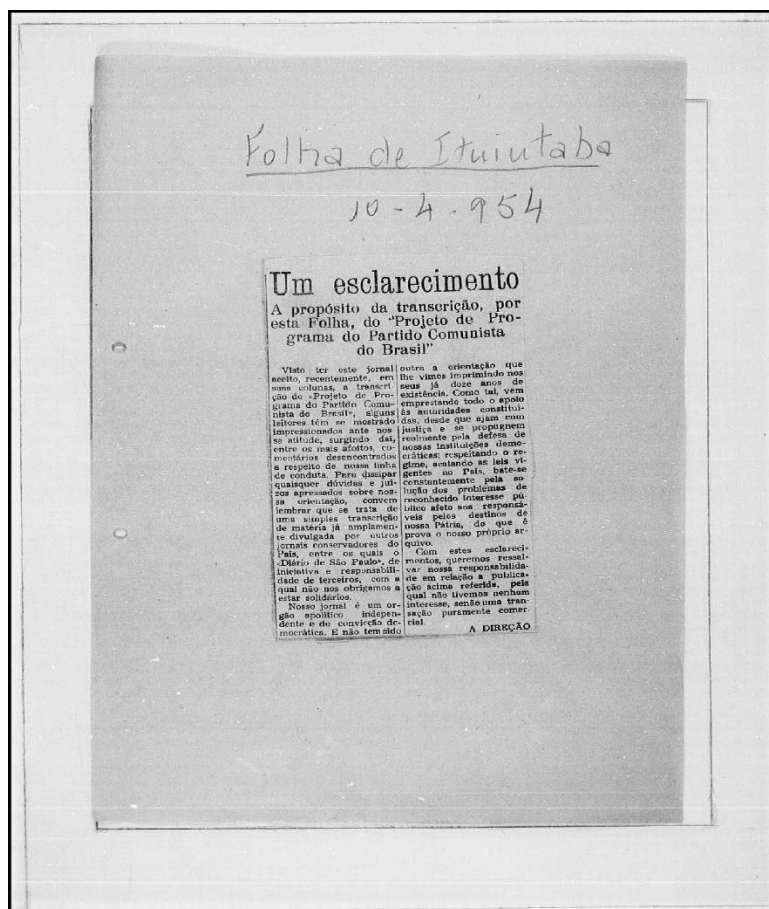 Folha de Ituiutaba
10-4-954
Um esclarecimento
A propósito da transcrição, por
esta Folha, do "Projeto de Pro-
grama do Partido Comunista
do Brasil"
Visto ter este jornal
aceito, recentemente, em
suas colunas, a transcri-
ção do «Projeto de Pro-
grama do Partido Comu-
nista do Brasil», alguns
leitores têm se mostrado
impressionados ante nos
sa atitude, surgindo daí,
entre os mais afoitos, co-
mentários desencontrados
a respeito de nossa linha
de conduta. Para dissipar
quaisquer dúvidas e juí-
zos apressados sobre nos-
sa orientação, convem
lembrar que se trata de
uma simples transcrição
de matéria já amplamen-
te divulgada por outros
jornais conservadores do
País, entre os quais o
«Diário de São Paulo», de
iniciativa e responsabili-
dade de terceiros, com a
qual não nos obrigamos a
estar solidários.
Nosso jornal é um or-
gão apolítico indepen-
dente e de convicção de-
mocrática. E não tem sido
outra a orientação que
lhe vimos imprimindo nos
seus já doze anos de
existência. Como tal, vem
emprestando todo o apoio
às autoridades constitui-
das, desde que ajam com
justiça e se propugnem
realmente pela defesa de
nossas instituições demo-
cráticas; respeitando o re-
gime, acatando as leis vi-
gentes no País, bate-se
constantemente pela so
lução dos problemas de
reconhecido interesse pú-
blico afeto aos responsá-
veis pelos destinos de
nossa Pátria, do que é
prova o nosso próprio ar-
quivo.
Com estes esclareci-
mentos, queremos ressal-
var nossa responsabilida-
de em relação a publica-
ção acima referida, pela
qual não tivemos nenhum
interesse, senão uma tran-
sação puramente comer
cial.
A DIREÇÃO